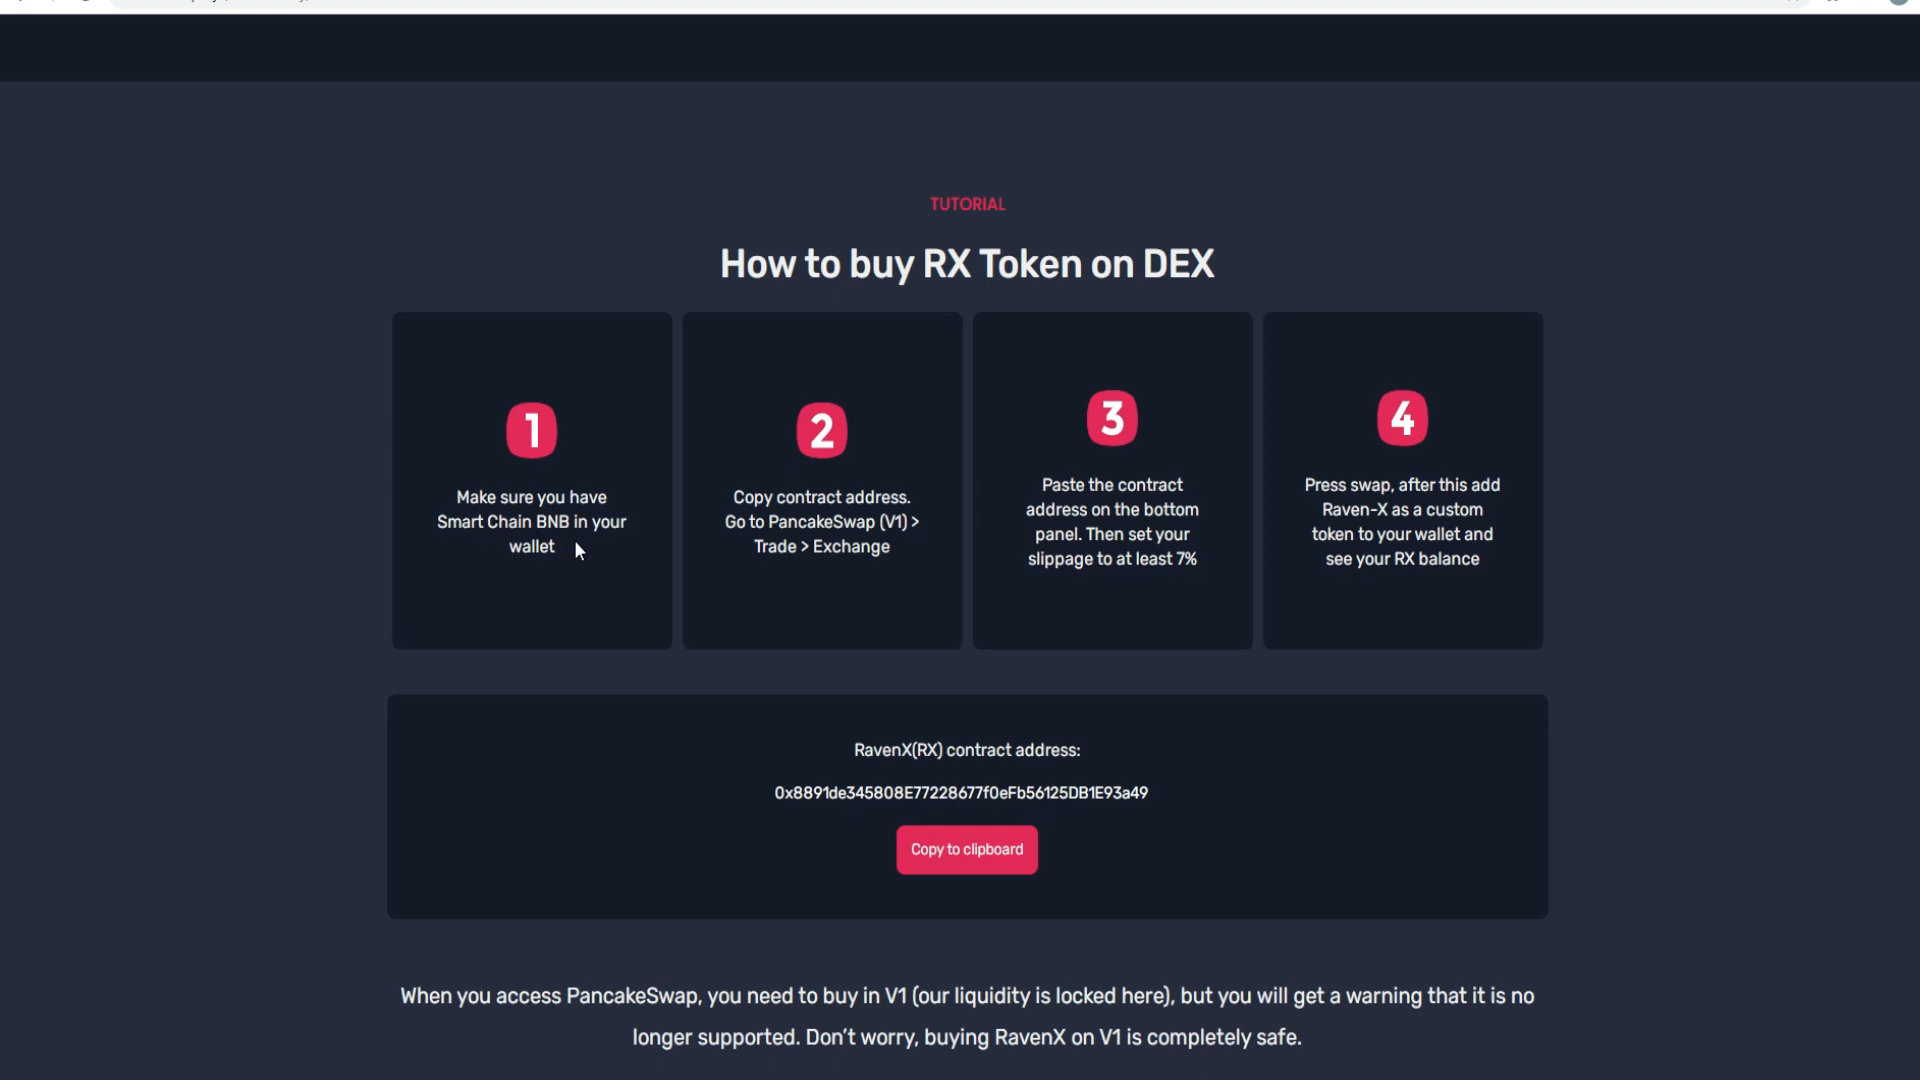 TUTORIAL
How to buy RX Token on DEX
1
Make sure you have
Smart Chain BNB in your
wallet
2
Copy contract address.
Go to PancakeSwap (V1) >
Trade > Exchange
3
Paste the contract
address on the bottom
panel. Then set your
slippage to at least 7%
4
Press swap, after this add
Raven-X as a custom
token to your wallet and
see your RX balance
RavenX(RX) contract address:
0x8891de345808E77228677f0eFb56125DB1E93a49
Copy to clipboard
When you access PancakeSwap, you need to buy in V1 (our liquidity is locked here), but you will get a warning that it is no
longer supported. Don't worry, buying RavenX on V1 is completely safe.